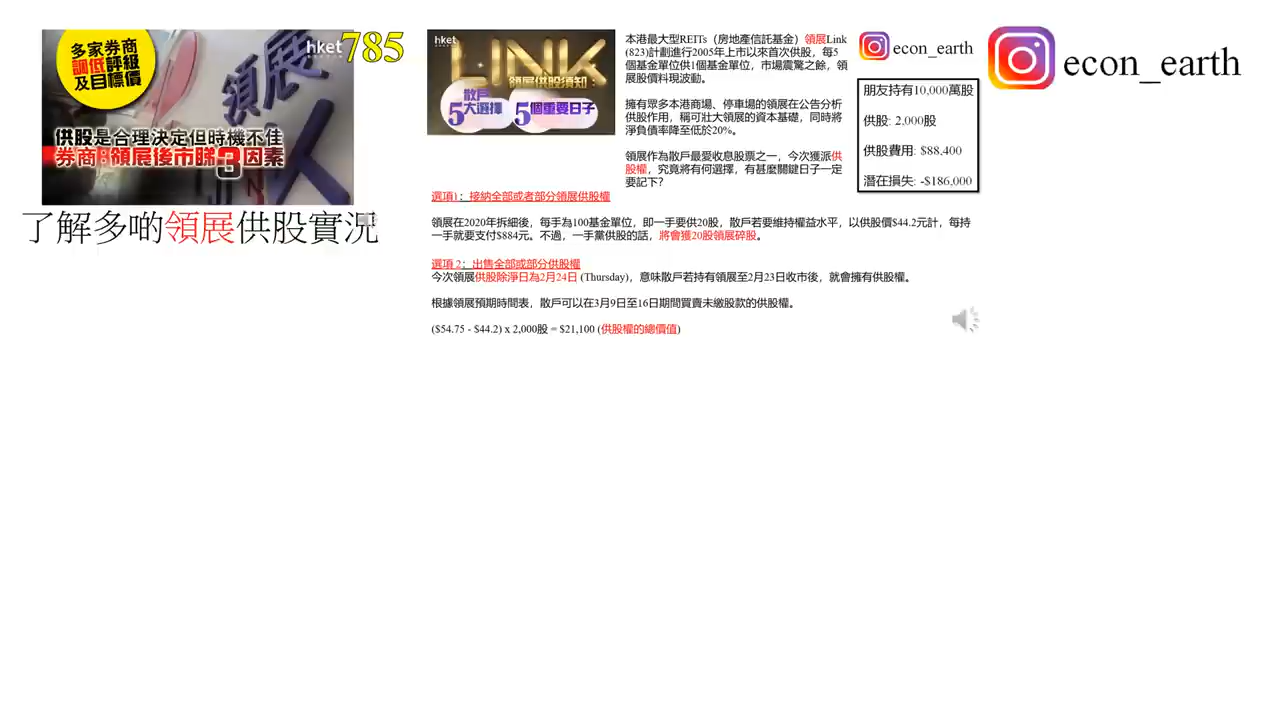 多家券商
調低評級
及目標價
hket
785
供股是合理決定但時機不佳
券商:領展後市睇3因素
了解多啲領展供股實況
hket
LINK
領展供股須知:
散戶
5大選擇
5個重要日子
本港最大型REITs（房地產信託基金）領展Link
(823)計劃進行2005年上市以來首次供股，每5
個基金單位供1個基金單位，市場震驚之餘，領
展股價料現波動。
擁有眾多本港商場、停車場的領展在公告分析
供股作用，稱可壯大領展的資本基礎，同時將
淨負債率降至低於20%。
領展作為散戶最愛收息股票之一，今次獲派供
股權，究竟將有何選擇，有甚麼關鍵日子一定
要記下?
econ_earth
朋友持有10,000萬股
供股: 2,000股
供股費用: $88,400
潛在損失: -$186,000
econ_earth
選項1：接納全部或者部分領展供股權
領展在2020年拆細後，每手為100基金單位，即一手要供20股，散戶若要維持權益水平，以供股價$44.2元計，每持
一手就要支付$884元。不過，一手黨供股的話，將會獲20股領展碎股。
選項 2：出售全部或部分供股權
今次領展供股除淨日為2月24日 (Thursday)，意味散戶若持有領展至2月23日收市後，就會擁有供股權。
根據領展預期時間表，散戶可以在3月9日至16日期間買賣未繳股款的供股權。
($54.75 - $44.2) x 2,000股 = $21,100 (供股權的總價值)